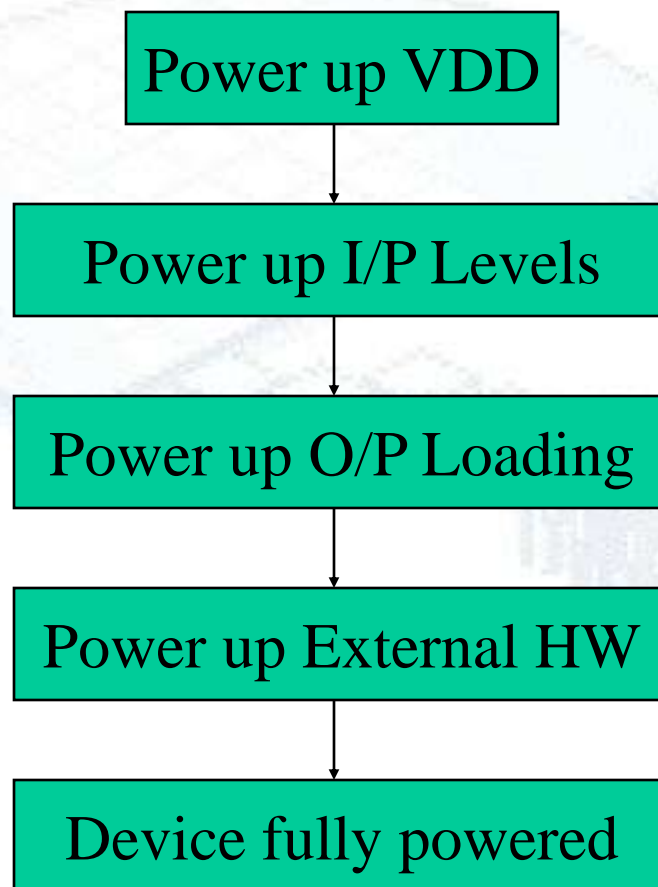 Power up VDD
Power up I/P Levels
Power up O/P Loading
Power up External HW
Device fully powered